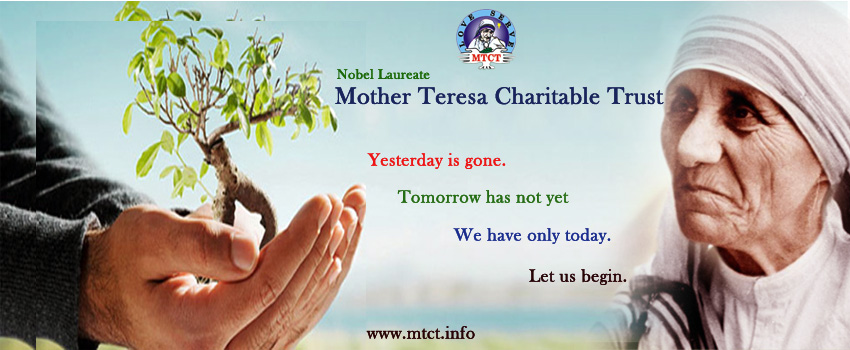 LOVE SERVE
MTCT
Nobel Laureate
Mother Teresa Charitable Trust
Yesterday is gone.
Tomorrow has not yet
We have only today.
Let us begin.
www.mtct.info